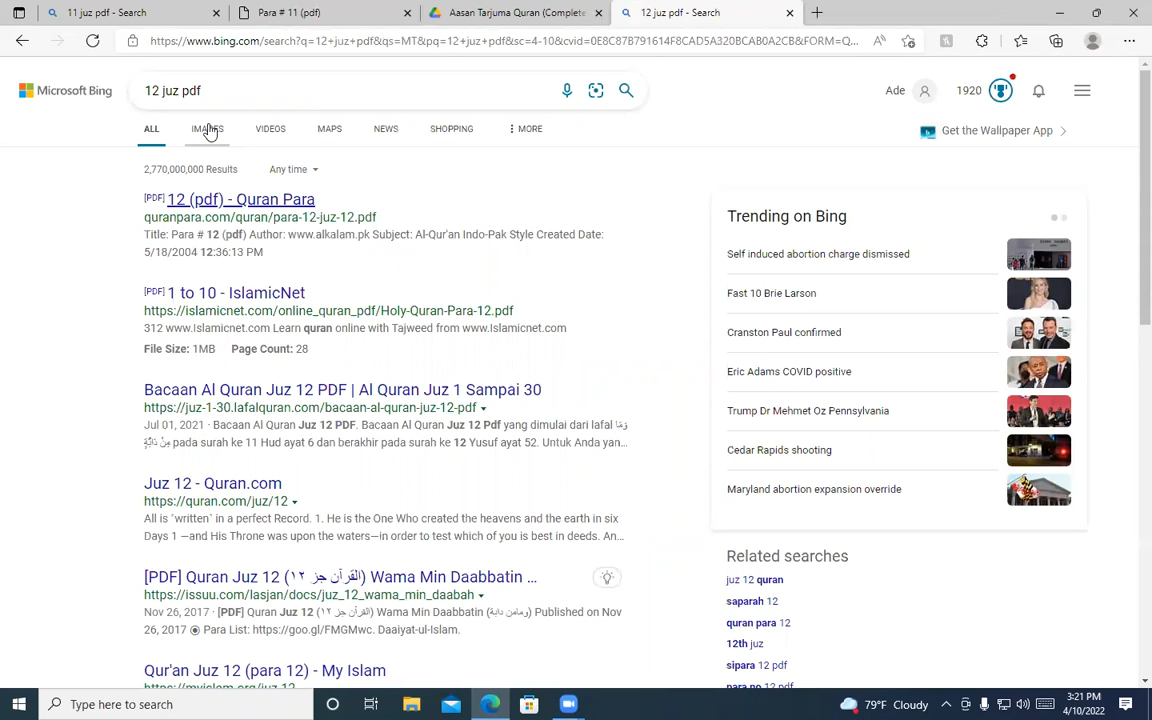 11 juz pdf - Search
Para # 11 (pdf)
Aasan Tarjuma Quran (Complete
12 juz pdf - Search
https://www.bing.com/search?q=12+juz+pdf&qs=MT&pq=12+juz+pdf&sc=4-10&cvid=0E8C87B791614F8CAD5A320BCAB0A2CB&FORM=Q...
Microsoft Bing
12 juz pdf
Ade
1920
ALL
IMAGES
VIDEOS
MAPS
NEWS
SHOPPING
MORE
Get the Wallpaper App
2,770,000,000 Results
Any time
[PDF] 12 (pdf) - Quran Para
quranpara.com/quran/para-12-juz-12.pdf
Title: Para # 12 (pdf) Author: www.alkalam.pk Subject: Al-Qur'an Indo-Pak Style Created Date:
5/18/2004 12:36:13 PM
[PDF] 1 to 10 - IslamicNet
https://islamicnet.com/online_quran_pdf/Holy-Quran-Para-12.pdf
312 www.Islamicnet.com Learn quran online with Tajweed from www.Islamicnet.com
File Size: 1MB Page Count: 28
Bacaan Al Quran Juz 12 PDF | Al Quran Juz 1 Sampai 30
https://juz-1-30.lafalquran.com/bacaan-al-quran-juz-12-pdf
Jul 01, 2021 · Bacaan Al Quran Juz 12 PDF. Bacaan Al Quran Juz 12 Pdf yang dimulai dari lafal وَمَا
مِنْ دَابَّةٍ pada surah ke 11 Hud ayat 6 dan berakhir pada surah ke 12 Yusuf ayat 52. Untuk Anda yan...
Juz 12 - Quran.com
https://quran.com/juz/12
All is ˹written˺ in a perfect Record. 1. He is the One Who created the heavens and the earth in six
Days 1 —and His Throne was upon the waters—in order to test which of you is best in deeds. An...
[PDF] Quran Juz 12 (القرآن جز ١٢) Wama Min Daabbatin ...
https://issuu.com/lasjan/docs/juz_12_wama_min_daabah
Nov 26, 2017 · [PDF] Quran Juz 12 (القرآن جز ١٢) Wama Min Daabbatin (ومامن دابة) Published on Nov
26, 2017 ◉ Para List: https://goo.gl/FMGMwc. Daaiyat-ul-Islam.
Qur'an Juz 12 (para 12) - My Islam
https://myislam.org/juz-12
Trending on Bing
Self induced abortion charge dismissed
Fast 10 Brie Larson
Cranston Paul confirmed
Eric Adams COVID positive
Trump Dr Mehmet Oz Pennsylvania
Cedar Rapids shooting
Maryland abortion expansion override
Related searches
juz 12 quran
saparah 12
quran para 12
12th juz
sipara 12 pdf
para no 12 pdf
Type here to search
79°F Cloudy
3:21 PM
4/10/2022